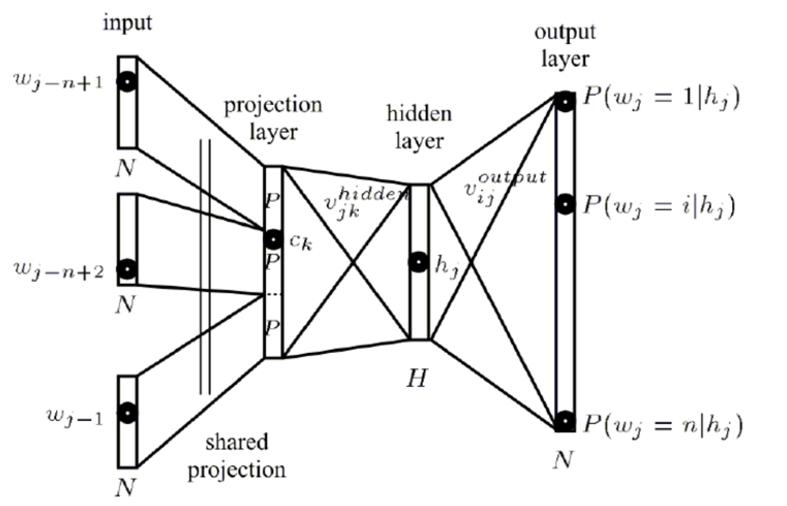 input
w_{j-n+1}
N
w_{j-n+2}
N
w_{j-1}
N
shared
projection
projection
layer
P
c_k
P
P
v_{jk}^{hidden}
hidden
layer
h_j
H
v_{ij}^{output}
output
layer
P(w_j = 1|h_j)
P(w_j = i|h_j)
P(w_j = n|h_j)
N